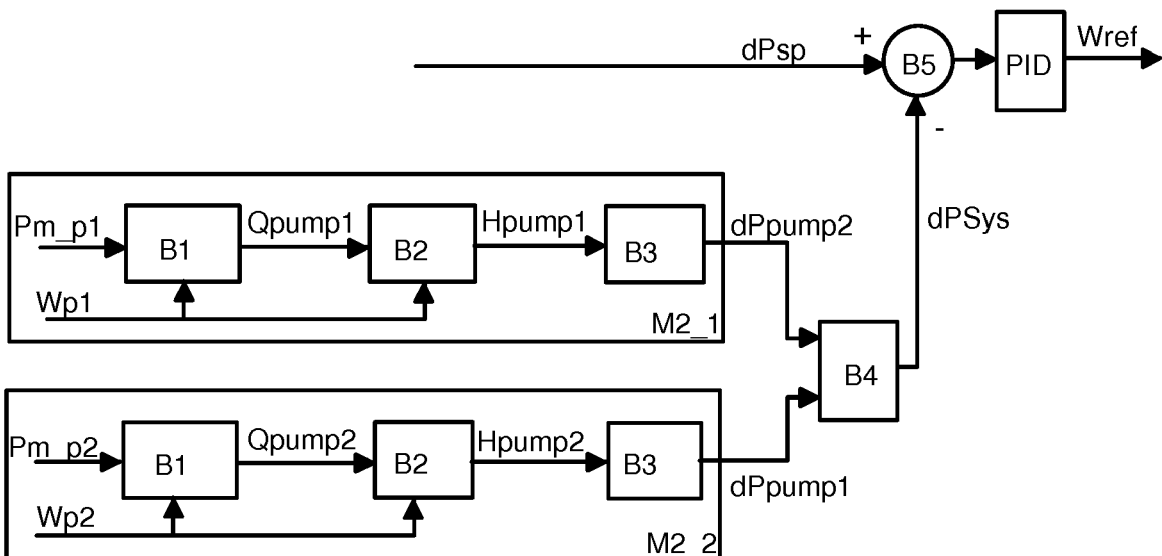 dPsp
+
B5
PID
Wref
-
dPSys
Pm_p1
B1
Qpump1
B2
Hpump1
B3
dPpump2
Wp1
M2_1
B4
Pm_p2
B1
Qpump2
B2
Hpump2
B3
dPpump1
Wp2
M2_2